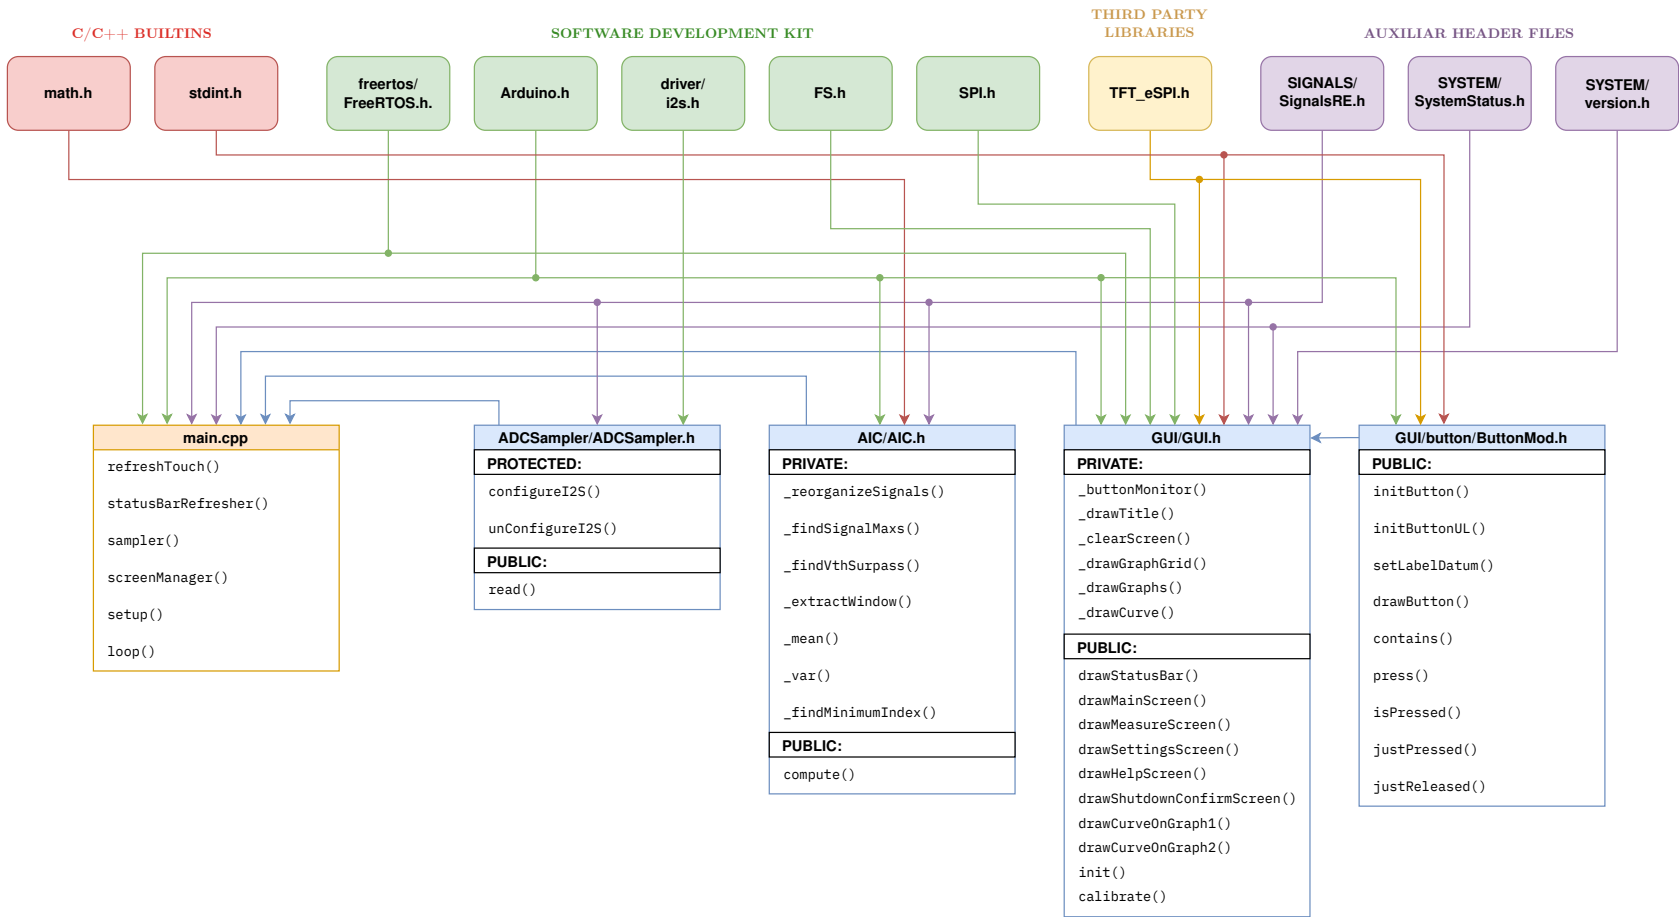 C/C++ BUILTINS
SOFTWARE DEVELOPMENT KIT
THIRD PARTY
LIBRARIES
AUXILIAR HEADER FILES
math.h
stdint.h
freertos/
FreeRTOS.h.
Arduino.h
driver/
i2s.h
FS.h
SPI.h
TFT_eSPI.h
SIGNALS/
SignalsRE.h
SYSTEM/
SystemStatus.h
SYSTEM/
version.h
main.cpp
refreshTouch()
statusBarRefresher()
sampler()
screenManager()
setup()
loop()
ADCSampler/ADCSampler.h
PROTECTED:
configureI2S()
unConfigureI2S()
PUBLIC:
read()
AIC/AIC.h
PRIVATE:
_reorganizeSignals()
_findSignalMaxs()
_findVthSurpass()
_extractWindow()
_mean()
_var()
_findMinimumIndex()
PUBLIC:
compute()
GUI/GUI.h
PRIVATE:
_buttonMonitor()
_drawTitle()
_clearScreen()
_drawGraphGrid()
_drawGraphs()
_drawCurve()
PUBLIC:
drawStatusBar()
drawMainScreen()
drawMeasureScreen()
drawSettingsScreen()
drawHelpScreen()
drawShutdownConfirmScreen()
drawCurveOnGraph1()
drawCurveOnGraph2()
init()
calibrate()
GUI/button/ButtonMod.h
PUBLIC:
initButton()
initButtonUL()
setLabelDatum()
drawButton()
contains()
press()
isPressed()
justPressed()
justReleased()